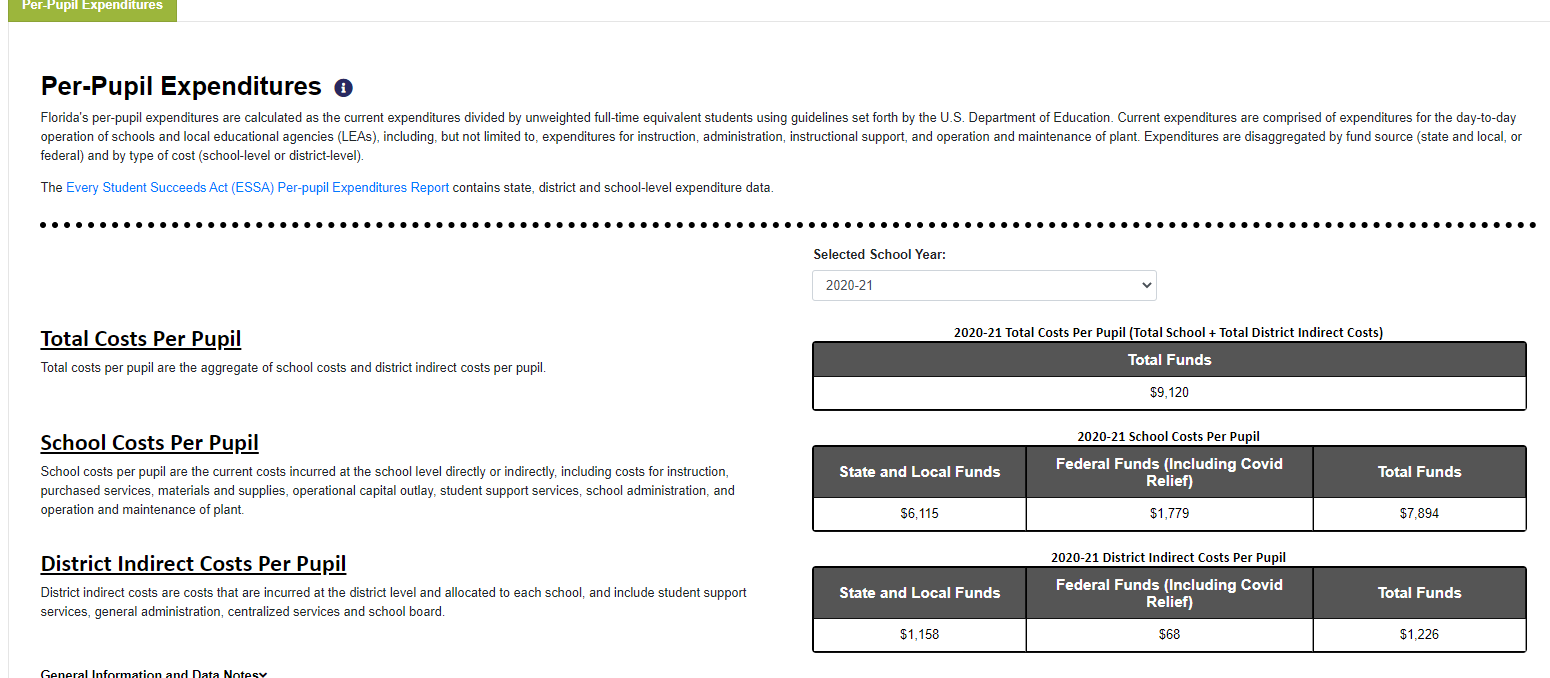 Per-Pupil Expenditures
Per-Pupil Expenditures
Florida's per-pupil expenditures are calculated as the current expenditures divided by unweighted full-time equivalent students using guidelines set forth by the U.S. Department of Education. Current expenditures are comprised of expenditures for the day-to-day
operation of schools and local educational agencies (LEAs), including, but not limited to, expenditures for instruction, administration, instructional support, and operation and maintenance of plant. Expenditures are disaggregated by fund source (state and local, or
federal) and by type of cost (school-level or district-level).
The Every Student Succeeds Act (ESSA) Per-pupil Expenditures Report contains state, district and school-level expenditure data.
Selected School Year:
2020-21
Total Costs Per Pupil
Total costs per pupil are the aggregate of school costs and district indirect costs per pupil.
2020-21 Total Costs Per Pupil (Total School + Total District Indirect Costs)
Total Funds
$9,120
School Costs Per Pupil
School costs per pupil are the current costs incurred at the school level directly or indirectly, including costs for instruction,
purchased services, materials and supplies, operational capital outlay, student support services, school administration, and
operation and maintenance of plant.
2020-21 School Costs Per Pupil
State and Local Funds
Federal Funds (Including Covid
Relief)
Total Funds
$6,115
$1,779
$7,894
District Indirect Costs Per Pupil
District indirect costs are costs that are incurred at the district level and allocated to each school, and include student support
services, general administration, centralized services and school board.
2020-21 District Indirect Costs Per Pupil
State and Local Funds
Federal Funds (Including Covid
Relief)
Total Funds
$1,158
$68
$1,226
General Information and Data Notes